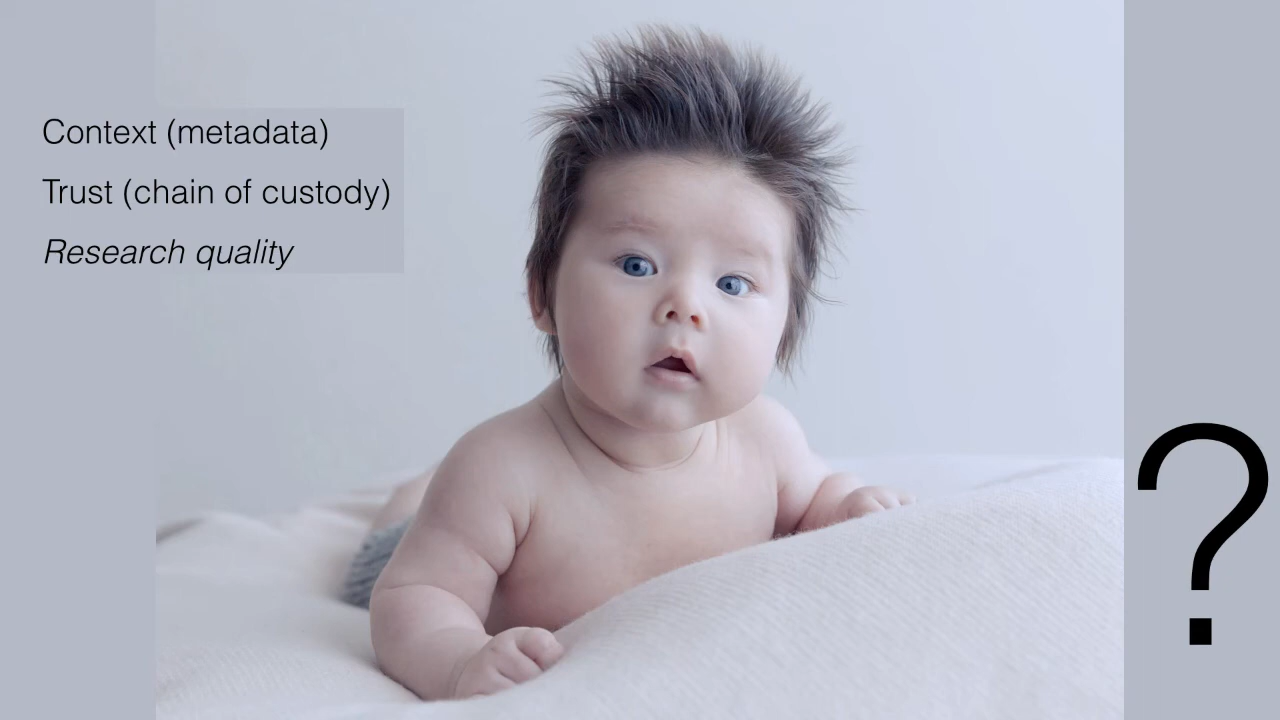 Context (metadata)
Trust (chain of custody)
Research quality
?